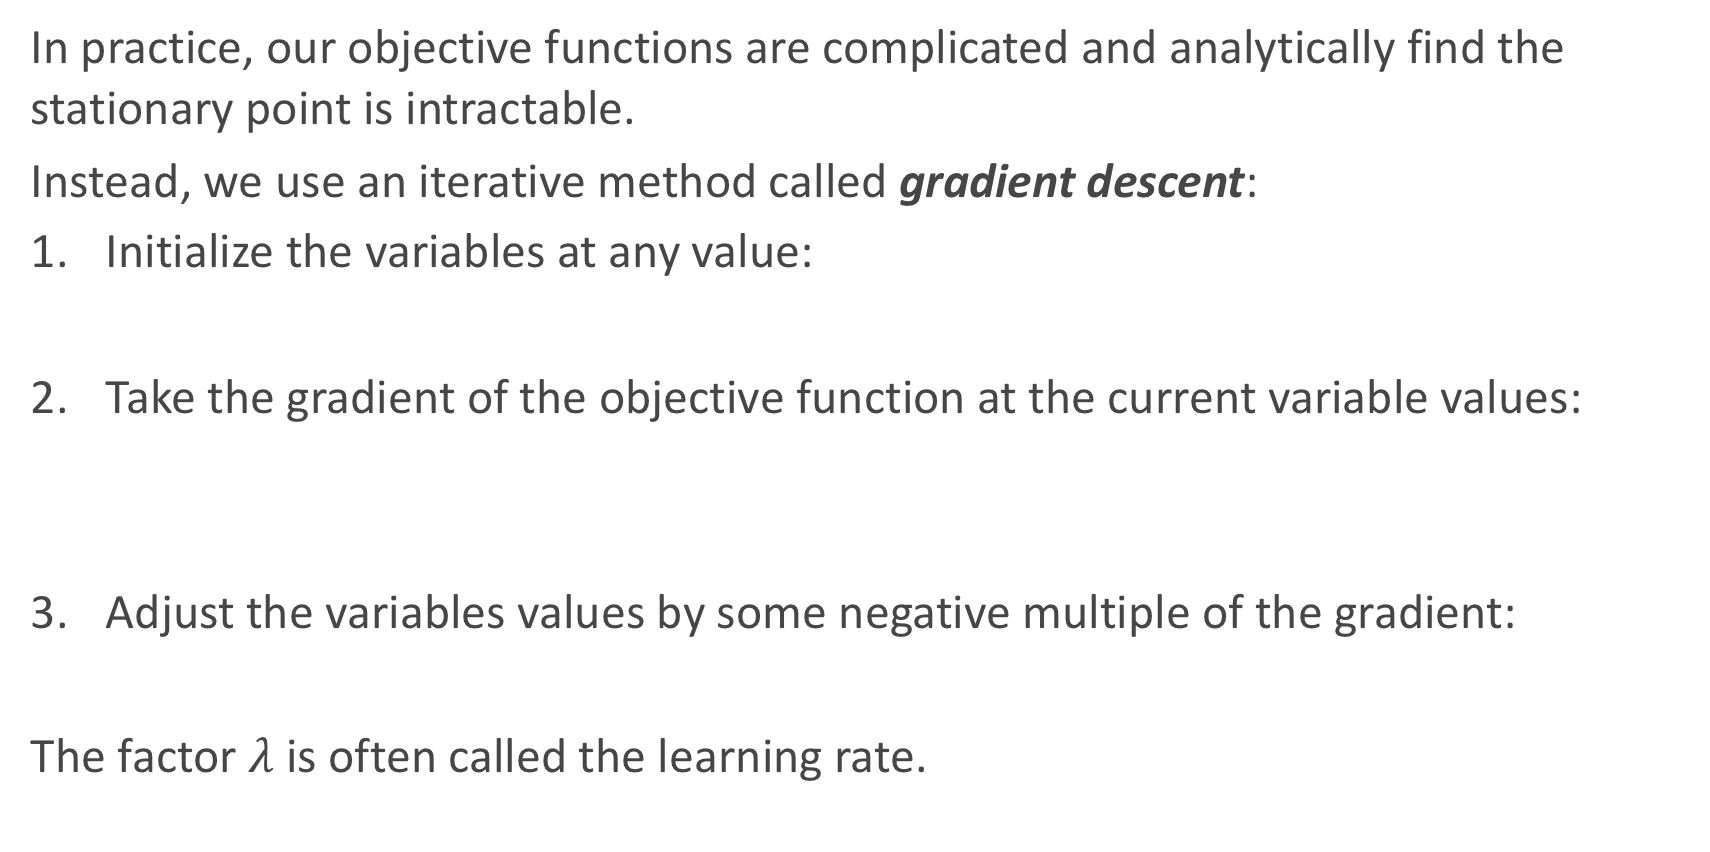 In practice, our objective functions are complicated and analytically find the
stationary point is intractable.
Instead, we use an iterative method called gradient descent:
1. Initialize the variables at any value:
2. Take the gradient of the objective function at the current variable values:
3. Adjust the variables values by some negative multiple of the gradient:
The factor λ is often called the learning rate.